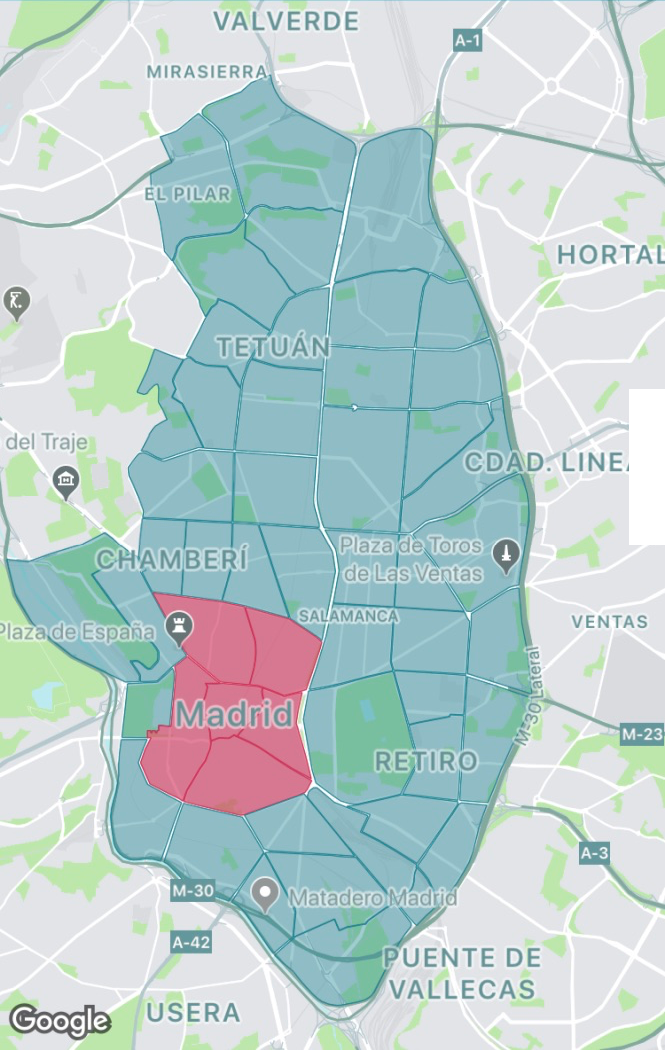 VALVERDE
A-1
MIRASIERRA
EL PILAR
HORTAL
K.
TETUÁN
del Traje
CDAD. LINEA
Plaza de Toros
de Las Ventas
CHAMBERÍ
SALAMANCA
VENTAS
Plaza de España
M-30 Lateral
Madrid
M-23
RETIRO
A-3
M-30
Matadero Madrid
A-42
PUENTE DE
VALLECAS
USERA
Google